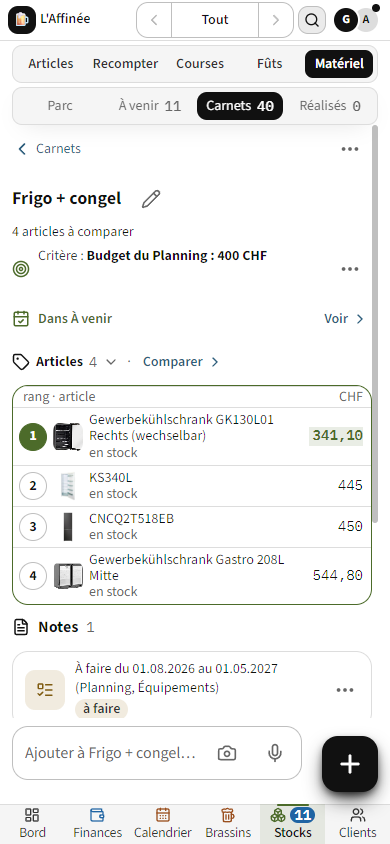 L'Affinée
Tout
G
A
Articles
Recompter
Courses
Fûts
Matériel
Parc
À venir 11
Carnets 40
Réalisés 0
Carnets
Frigo + congel
4 articles à comparer
Critère : Budget du Planning : 400 CHF
Dans À venir
Voir
Articles 4
· Comparer
rang · article
CHF
1
Gewerbekühlschrank GK130L01
Rechts (wechselbar)
en stock
341,10
2
KS340L
en stock
445
3
CNCQ2T518EB
en stock
450
4
Gewerbekühlschrank Gastro 208L
Mitte
en stock
544,80
Notes 1
À faire du 01.08.2026 au 01.05.2027
(Planning, Équipements)
à faire
Ajouter à Frigo + congel…
Bord
Finances
Calendrier
Brassins
11
Stocks
Clients